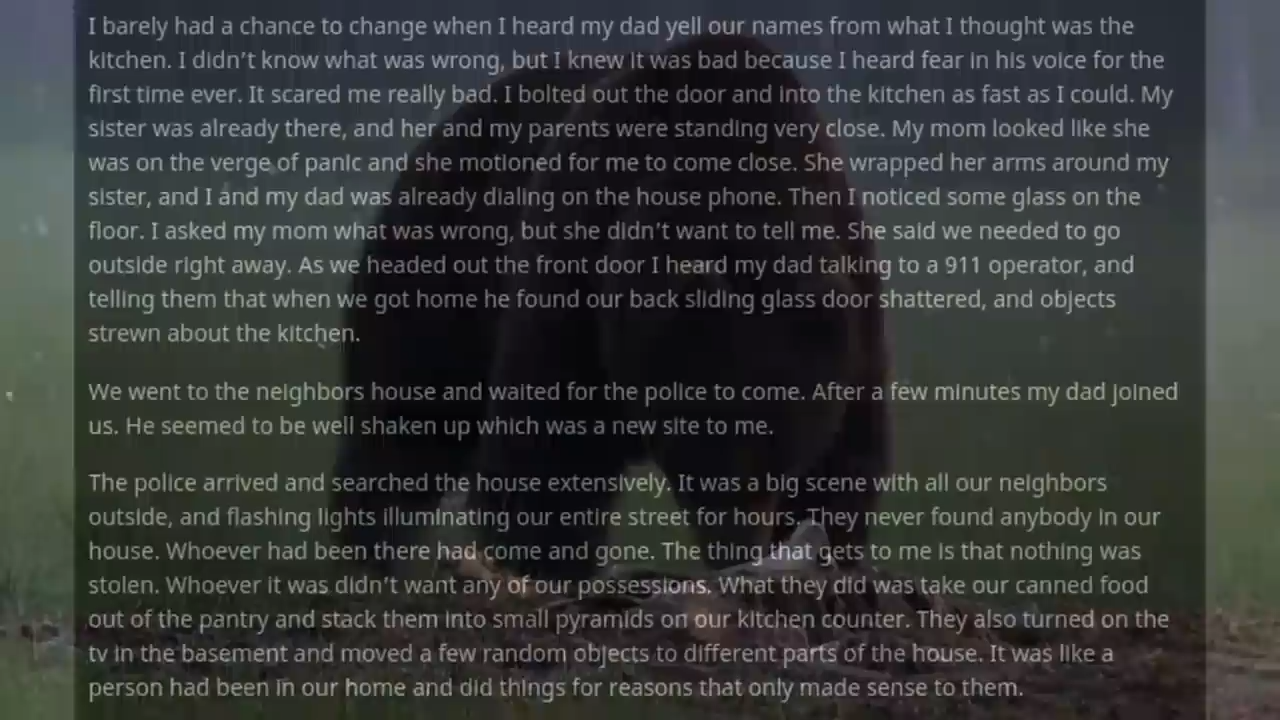 I barely had a chance to change when I heard my dad yell our names from what I thought was the
kitchen. I didn’t know what was wrong, but I knew it was bad because I heard fear in his voice for the
first time ever. It scared me really bad. I bolted out the door and into the kitchen as fast as I could. My
sister was already there, and her and my parents were standing very close. My mom looked like she
was on the verge of panic and she motioned for me to come close. She wrapped her arms around my
sister, and I and my dad was already dialing on the house phone. Then I noticed some glass on the
floor. I asked my mom what was wrong, but she didn’t want to tell me. She said we needed to go
outside right away. As we headed out the front door I heard my dad talking to a 911 operator, and
telling them that when we got home he found our back sliding glass door shattered, and objects
strewn about the kitchen.
We went to the neighbors house and waited for the police to come. After a few minutes my dad joined
us. He seemed to be well shaken up which was a new site to me.
The police arrived and searched the house extensively. It was a big scene with all our neighbors
outside, and flashing lights illuminating our entire street for hours. They never found anybody in our
house. Whoever had been there had come and gone. The thing that gets to me is that nothing was
stolen. Whoever it was didn’t want any of our possessions. What they did was take our canned food
out of the pantry and stack them into small pyramids on our kitchen counter. They also turned on the
tv in the basement and moved a few random objects to different parts of the house. It was like a
person had been in our home and did things for reasons that only made sense to them.